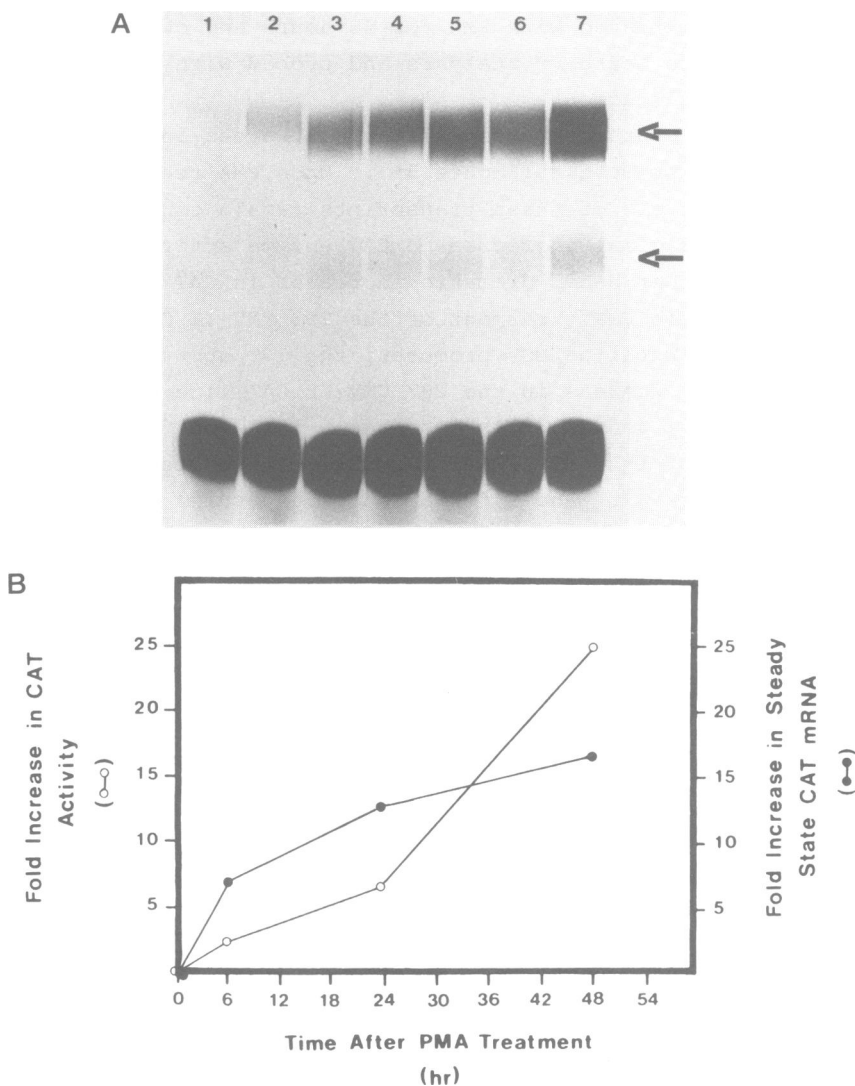 A
1 2 3 4 5 6 7
B
Fold Increase in CAT
Activity
25
20
15
10
5
25
20
15
10
5
Fold Increase in Steady
State CAT mRNA
0 6 12 18 24 30 36 42 48 54
Time After PMA Treatment
(hr)